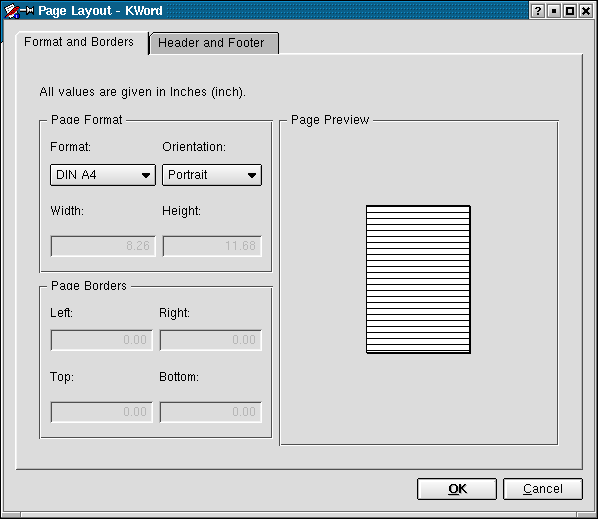 Page Layout - KWord
Format and Borders
Header and Footer
All values are given in Inches (inch).
Page Format
Format:
Orientation:
DIN A4
Portrait
Width:
Height:
8.26
11.68
Page Borders
Left:
Right:
0.00
0.00
Top:
Bottom:
0.00
0.00
Page Preview
OK
Cancel